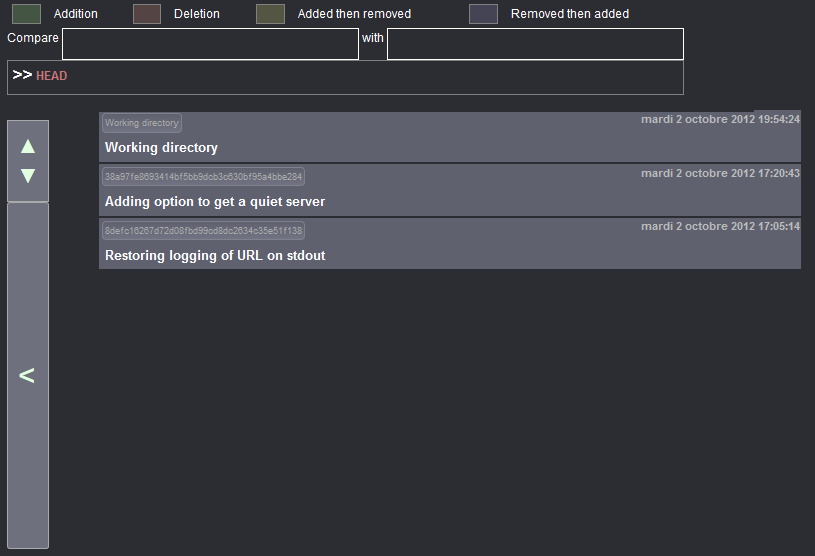 Addition Deletion Added then removed Removed then added
Compare with
>> HEAD
▲
▼
<
Working directory mardi 2 octobre 2012 19:54:24
Working directory
38a97fe8693414bf5bb9dcb3c630bf95a4bbe284 mardi 2 octobre 2012 17:20:43
Adding option to get a quiet server
8defc16267d72d08fbd99cd8dc2634c35e51f138 mardi 2 octobre 2012 17:05:14
Restoring logging of URL on stdout